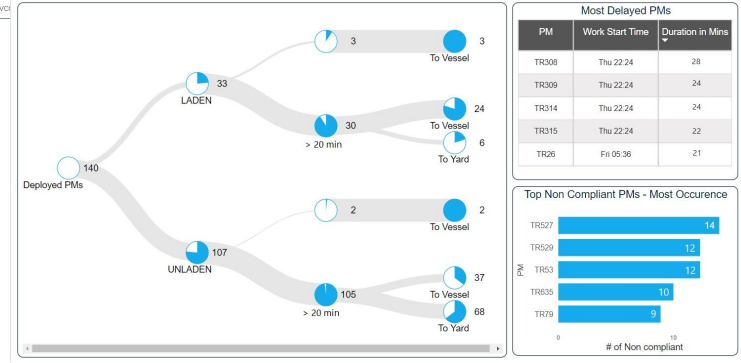 VC
3
3
To Vessel
33
LADEN
30
> 20 min
24
To Vessel
6
To Yard
140
Deployed PMs
2
2
To Vessel
107
UNLADEN
105
> 20 min
37
To Vessel
68
To Yard
Most Delayed PMs
PM Work Start Time Duration in Mins
TR308 Thu 22:24 28
TR309 Thu 22:24 24
TR314 Thu 22:24 24
TR315 Thu 22:24 22
TR26 Fri 05:36 21
Top Non Compliant PMs - Most Occurence
PM
TR527 14
TR529 12
TR53 12
TR635 10
TR79 9
0 10
# of Non compliant